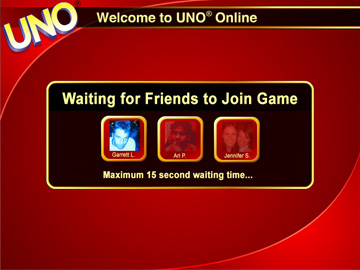 UNO®
Welcome to UNO® Online
Waiting for Friends to Join Game
Garrett L.
Ari P.
Jennifer S.
Maximum 15 second waiting time...